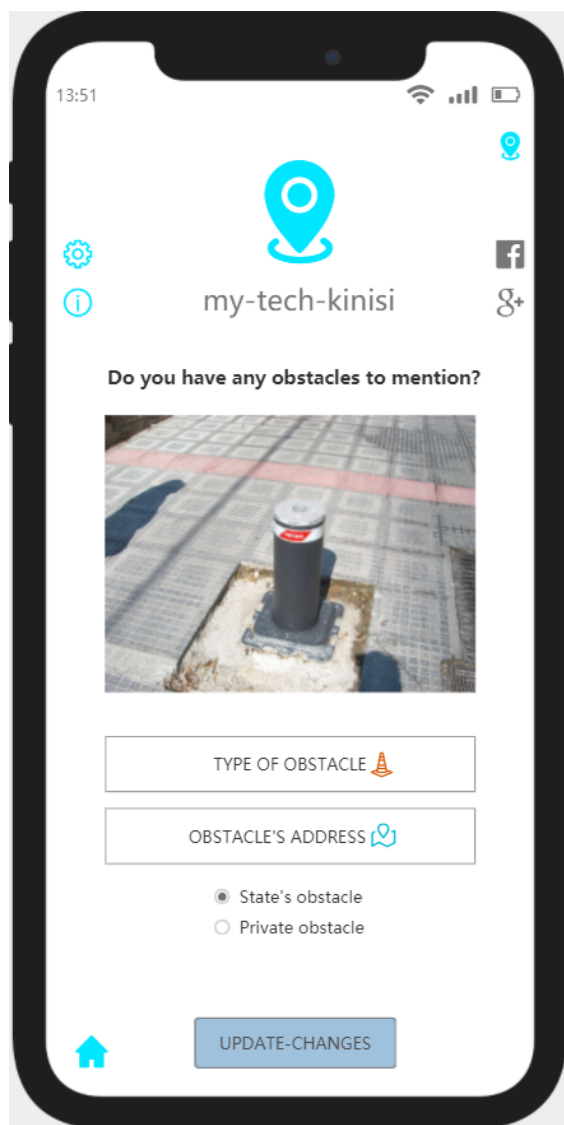 13:51
my-tech-kinisi
Do you have any obstacles to mention?
TYPE OF OBSTACLE
OBSTACLE'S ADDRESS
State's obstacle
Private obstacle
UPDATE-CHANGES